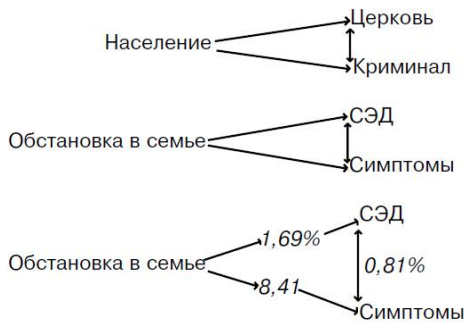 Церковь
Население
Криминал
СЭД
Обстановка в семье
Симптомы
СЭД
1,69%
Обстановка в семье
0,81%
8,41
Симптомы